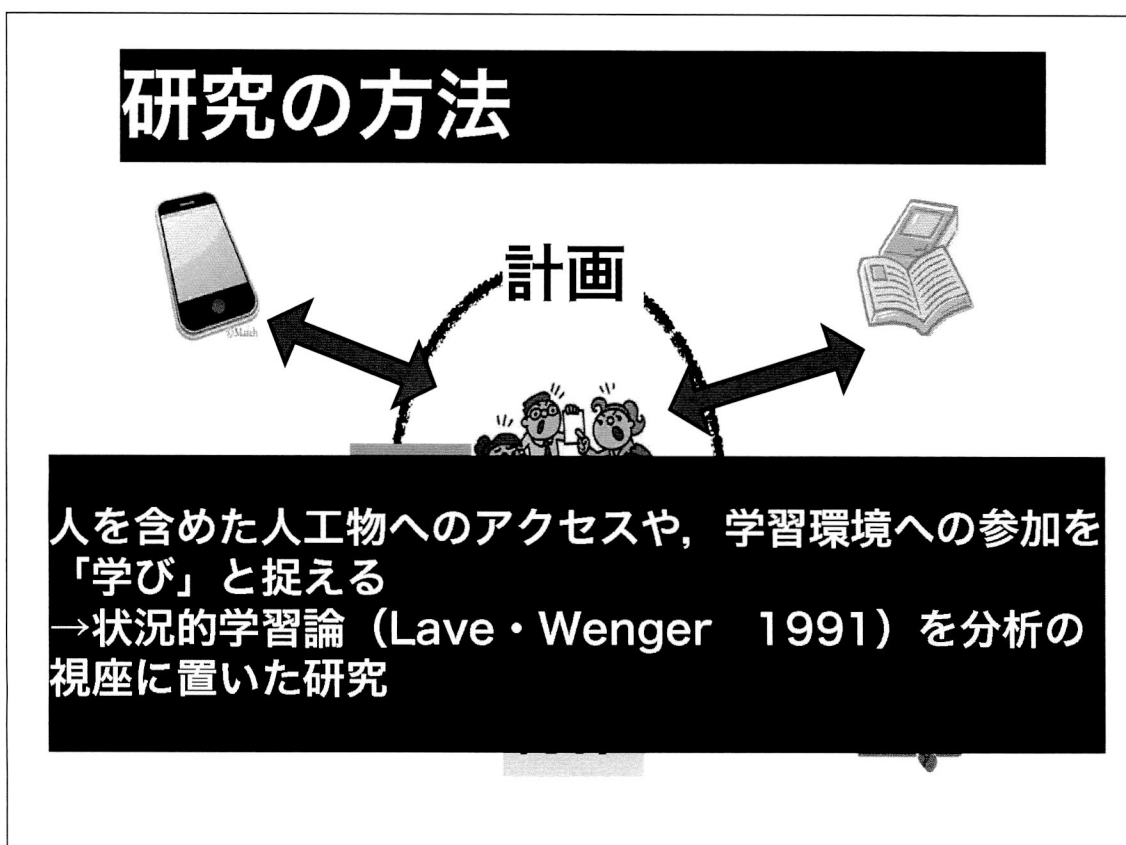 研究の方法
計画
©Match
人を含めた人工物へのアクセスや，学習環境への参加を
「学び」と捉える
→状況的学習論（Lave・Wenger　1991）を分析の
視座に置いた研究